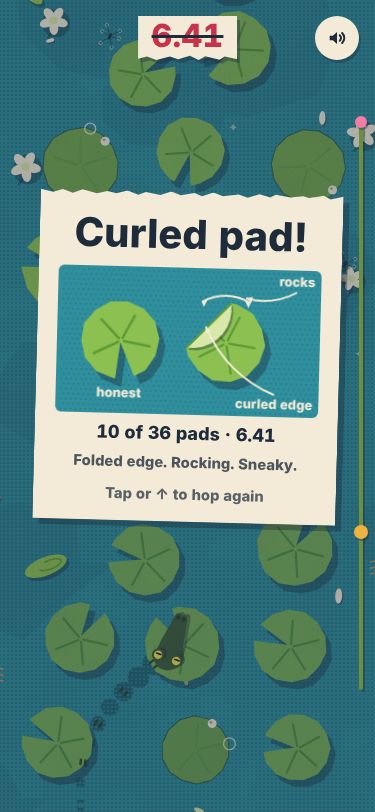 6.41
Curled pad!
rocks
honest
curled edge
10 of 36 pads · 6.41
Folded edge. Rocking. Sneaky.
Tap or ↑ to hop again